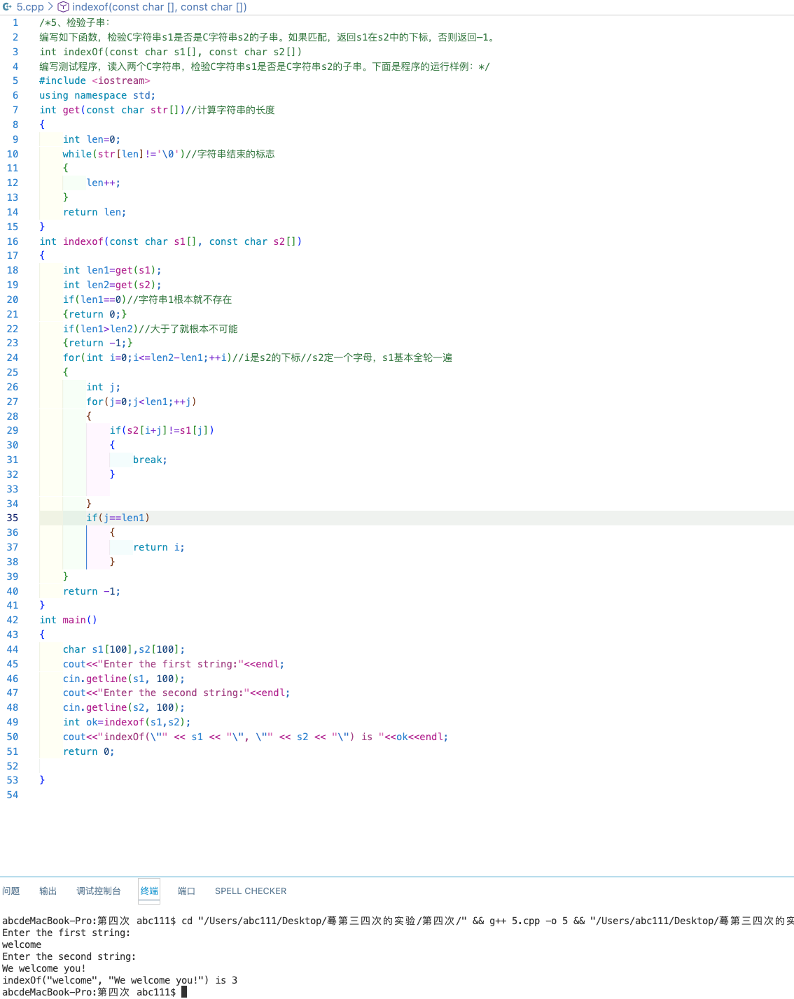 5.cpp > indexof(const char [], const char [])
1 /*5、检验子串:
2 编写如下函数，检验C字符串s1是否是C字符串s2的子串。如果匹配，返回s1在s2中的下标，否则返回-1。
3 int indexOf(const char s1[], const char s2[])
4 编写测试程序，读入两个C字符串，检验C字符串s1是否是C字符串s2的子串。下面是程序的运行样例：*/
5 #include <iostream>
6 using namespace std;
7 int get(const char str[])//计算字符串的长度
8 {
9     int len=0;
10     while(str[len]!='\0')//字符串结束的标志
11     {
12         len++;
13     }
14     return len;
15 }
16 int indexof(const char s1[], const char s2[])
17 {
18     int len1=get(s1);
19     int len2=get(s2);
20     if(len1==0)//字符串1根本就不存在
21     {return 0;}
22     if(len1>len2)//大于了就根本不可能
23     {return -1;}
24     for(int i=0;i<=len2-len1;++i)//i是s2的下标//s2定一个字母，s1基本全轮一遍
25     {
26         int j;
27         for(j=0;j<len1;++j)
28         {
29             if(s2[i+j]!=s1[j])
30             {
31                 break;
32             }
33
34         }
35         if(j==len1)
36             {
37                 return i;
38             }
39     }
40     return -1;
41 }
42 int main()
43 {
44     char s1[100],s2[100];
45     cout<<"Enter the first string:"<<endl;
46     cin.getline(s1, 100);
47     cout<<"Enter the second string:"<<endl;
48     cin.getline(s2, 100);
49     int ok=indexof(s1,s2);
50     cout<<"indexOf(\"" << s1 << "\", \"" << s2 << "\") is "<<ok<<endl;
51     return 0;
52
53 }
54
问题 输出 调试控制台 终端 端口 SPELL CHECKER
abcdeMacBook-Pro:第四次 abc111$ cd "/Users/abc111/Desktop/蓦第三四次的实验/第四次/" && g++ 5.cpp -o 5 && "/Users/abc111/Desktop/蓦第三四次的实
Enter the first string:
welcome
Enter the second string:
We welcome you!
indexOf("welcome", "We welcome you!") is 3
abcdeMacBook-Pro:第四次 abc111$